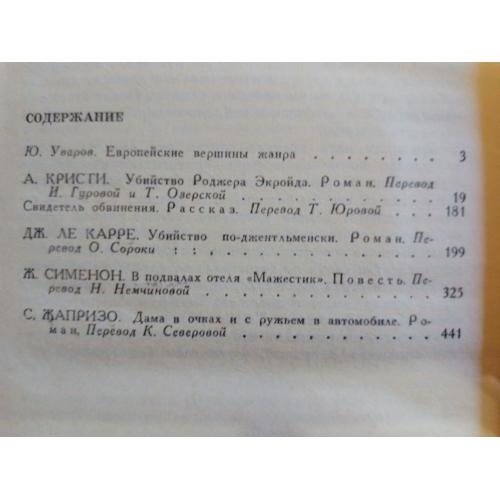 СОДЕРЖАНИЕ
Ю. Уваров. Европейские вершины жанра . . . . . . . . 3
А. КРИСТИ. Убийство Роджера Экройда. Роман. Перевод
И. Гуровой и Т. Озерской . . . . . . . . 19
Свидетель обвинения. Рассказ. Перевод Т. Юровой . . 181
ДЖ. ЛЕ КАРРЕ. Убийство по-джентльменски. Роман. Пе-
ревод О. Сороки . . . . . . . . 199
Ж. СИМЕНОН. В подвалах отеля «Мажестик». Повесть. Пе-
ревод Н. Немчиновой . . . . . . . . 325
С. ЖАПРИЗО. Дама в очках и с ружьем в автомобиле. Ро-
ман. Перевод К. Северовой . . . . . . . . 441